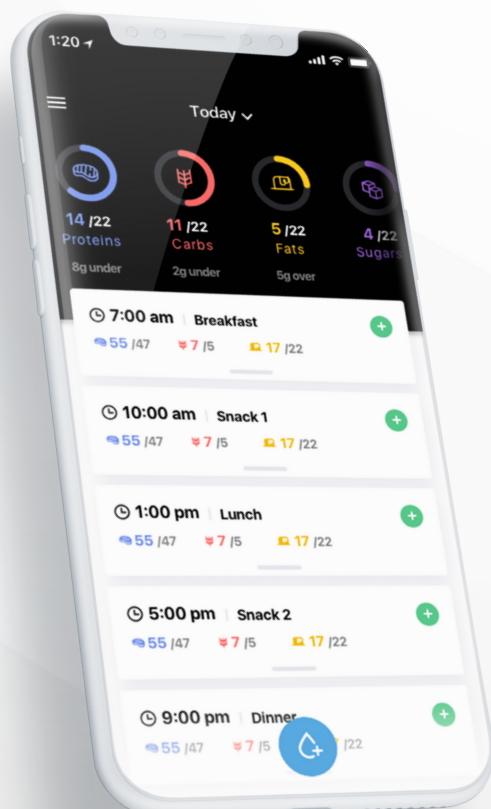 1:20
Today
14 /22 11 /22 5 /22 4 /22
Proteins Carbs Fats Sugars
8g under 2g under 5g over
7:00 am | Breakfast
55 /47 7 /5 17 /22
10:00 am | Snack 1
55 /47 7 /5 17 /22
1:00 pm | Lunch
55 /47 7 /5 17 /22
5:00 pm | Snack 2
55 /47 7 /5 17 /22
9:00 pm | Dinner
55 /47 7 /5 /22